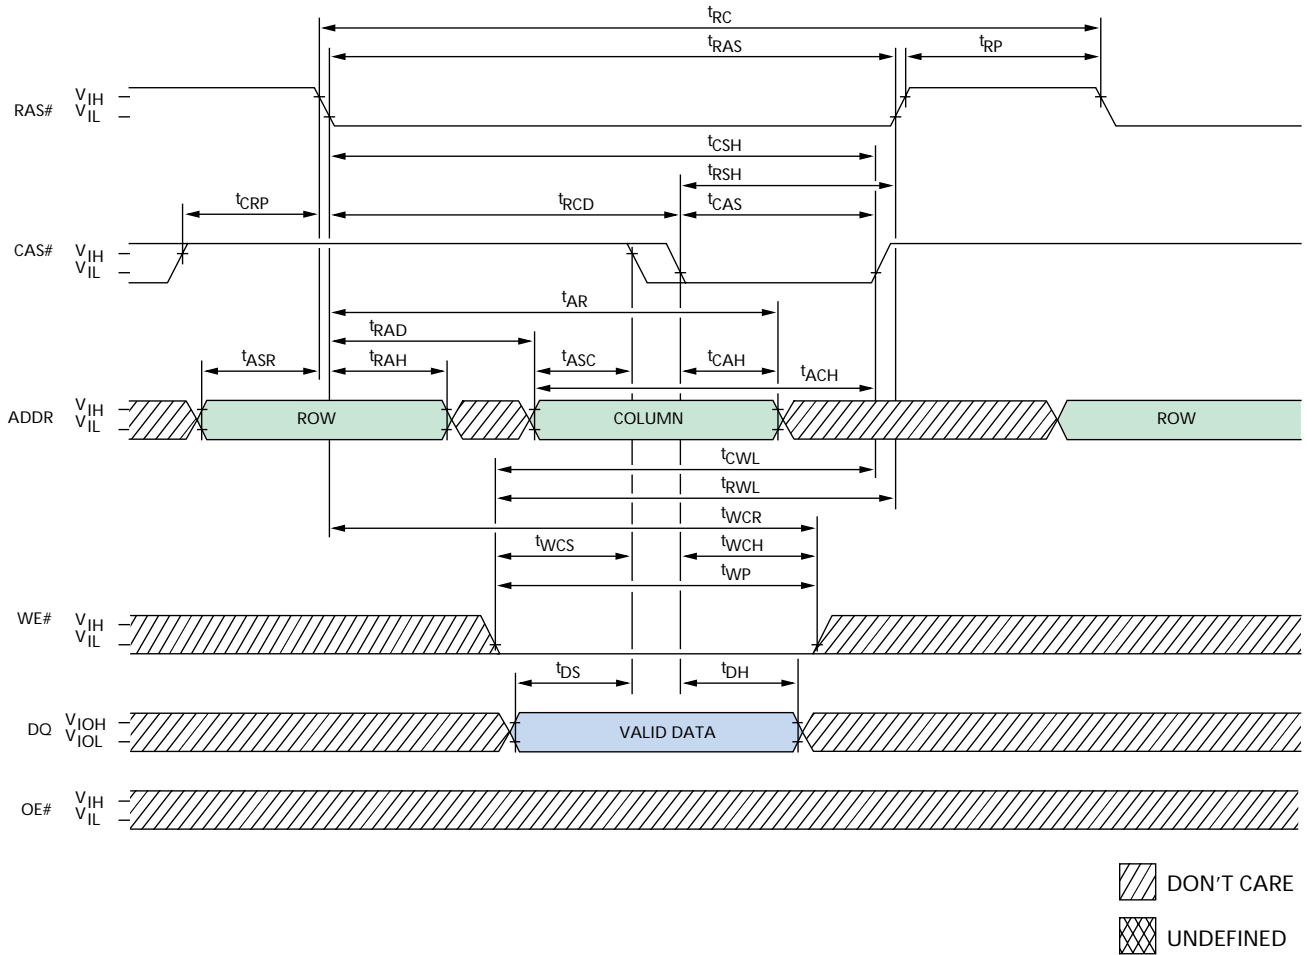 tRC
tRAS
tRP
RAS# VIH
VIL
tCSH
tRSH
tCRP
tRCD
tCAS
CAS# VIH
VIL
tAR
tRAD
tASR
tRAH
tASC
tCAH
tACH
ADDR VIH
VIL
ROW
COLUMN
ROW
tCWL
tRWL
tWCR
tWCS
tWCH
tWP
WE# VIH
VIL
tDS
tDH
DQ VIOH
VIOL
VALID DATA
OE# VIH
VIL
DON'T CARE
UNDEFINED